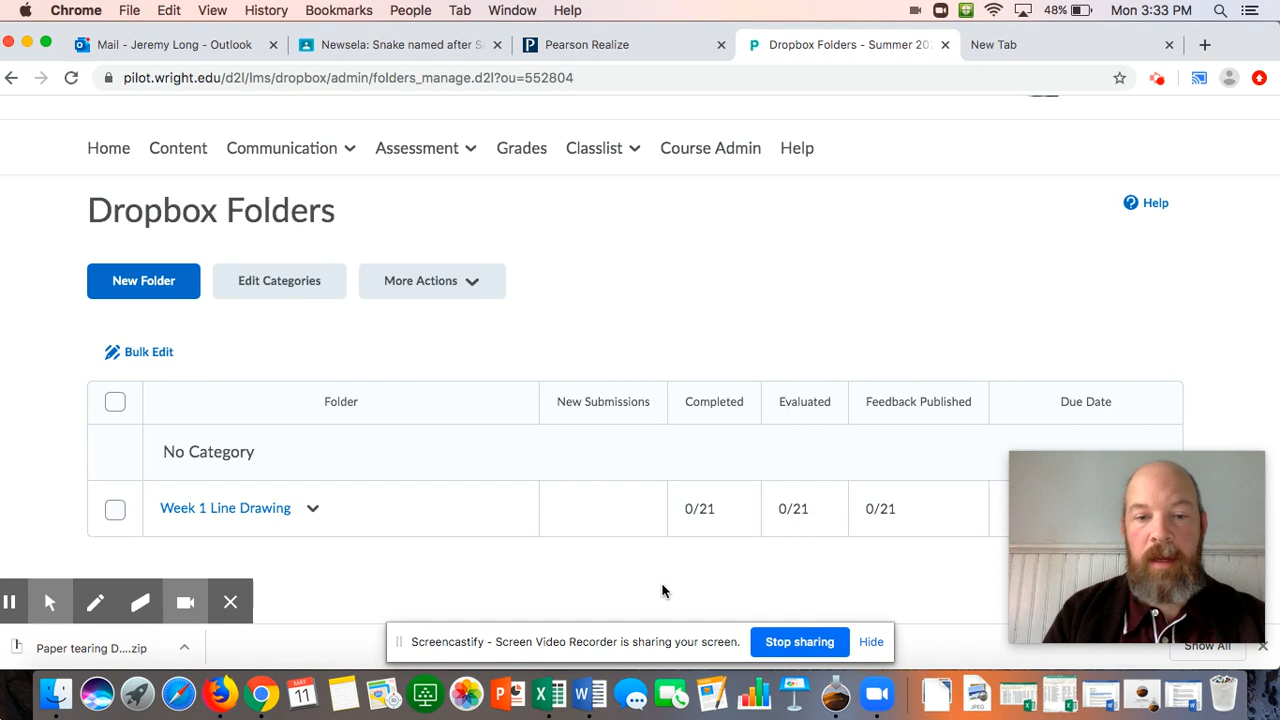 Chrome File Edit View History Bookmarks People Tab Window Help 48% Mon 3:33 PM
Mail - Jeremy Long - Outlook Newsela: Snake named after S Pearson Realize Dropbox Folders - Summer 20 New Tab
pilot.wright.edu/d2l/lms/dropbox/admin/folders_manage.d2l?ou=552804
Home Content Communication Assessment Grades Classlist Course Admin Help
Dropbox Folders
Help
New Folder Edit Categories More Actions
Bulk Edit
Folder New Submissions Completed Evaluated Feedback Published Due Date
No Category
Week 1 Line Drawing 0/21 0/21 0/21
Screencastify - Screen Video Recorder is sharing your screen. Stop sharing Hide
Paper tearing D....zip Show All
MAY
11